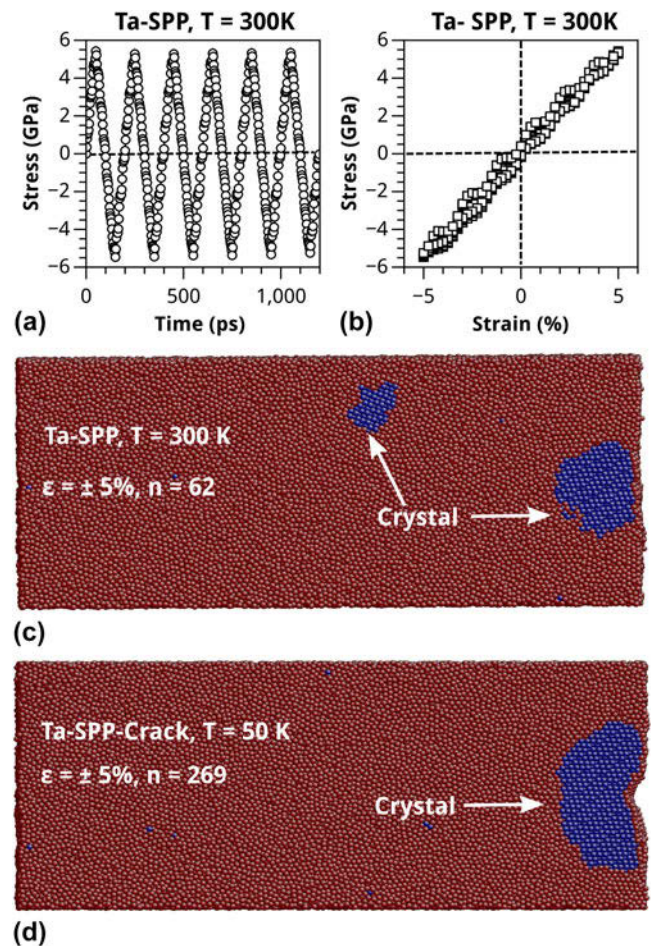 Ta-SPP, T = 300K
Stress (GPa)
6
4
2
0
−2
−4
−6
0
500
1,000
Time (ps)
(a)
Ta- SPP, T = 300K
Stress (GPa)
6
4
2
0
−2
−4
−6
−5
0
5
Strain (%)
(b)
Ta-SPP, T = 300 K
ε = ± 5%, n = 62
Crystal
(c)
Ta-SPP-Crack, T = 50 K
ε = ± 5%, n = 269
Crystal
(d)